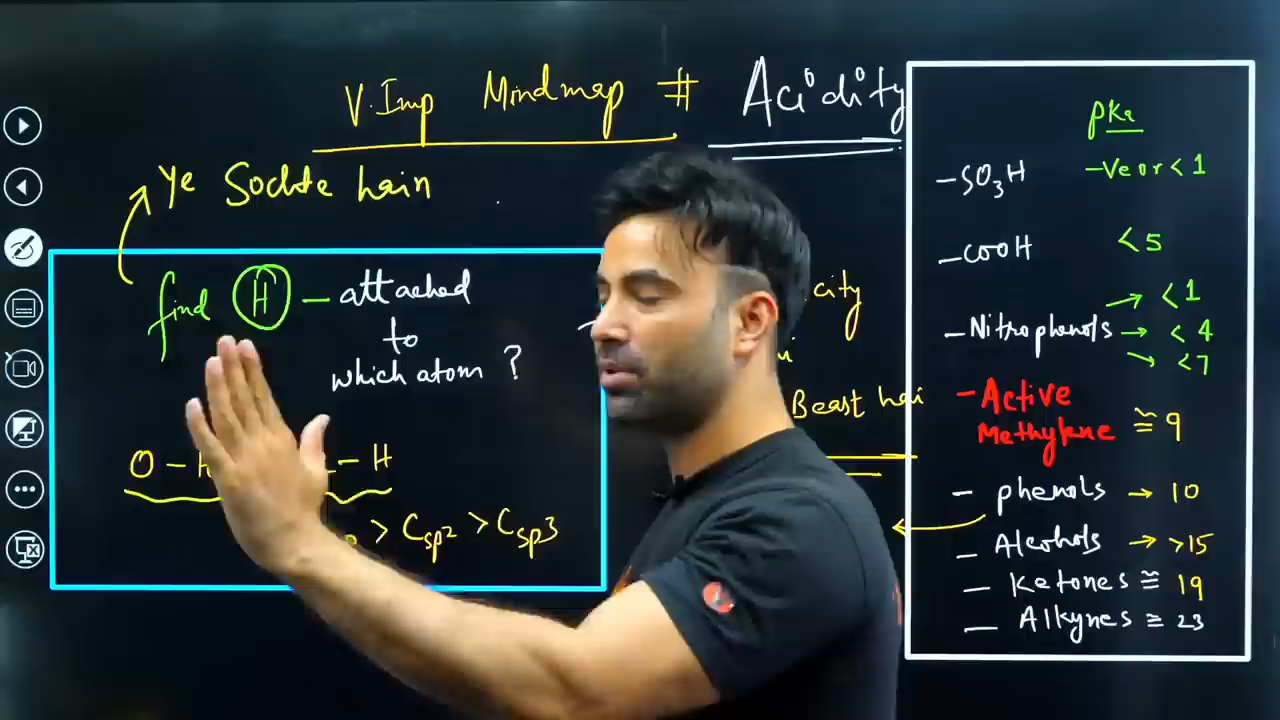 V.Imp Mindmap # Acidity
Ye Sochte hain
find H - attached
to
which atom ?
O - H
- H
> Csp2 > Csp3
city
Beast hai
pKa
-SO3H -ve or < 1
-COOH < 5
-Nitrophenols → < 1
→ < 4
→ < 7
- Active
Methylene ≅ 9
- phenols → 10
- Alcohols → >15
- Ketones ≅ 19
- Alkynes ≅ 23